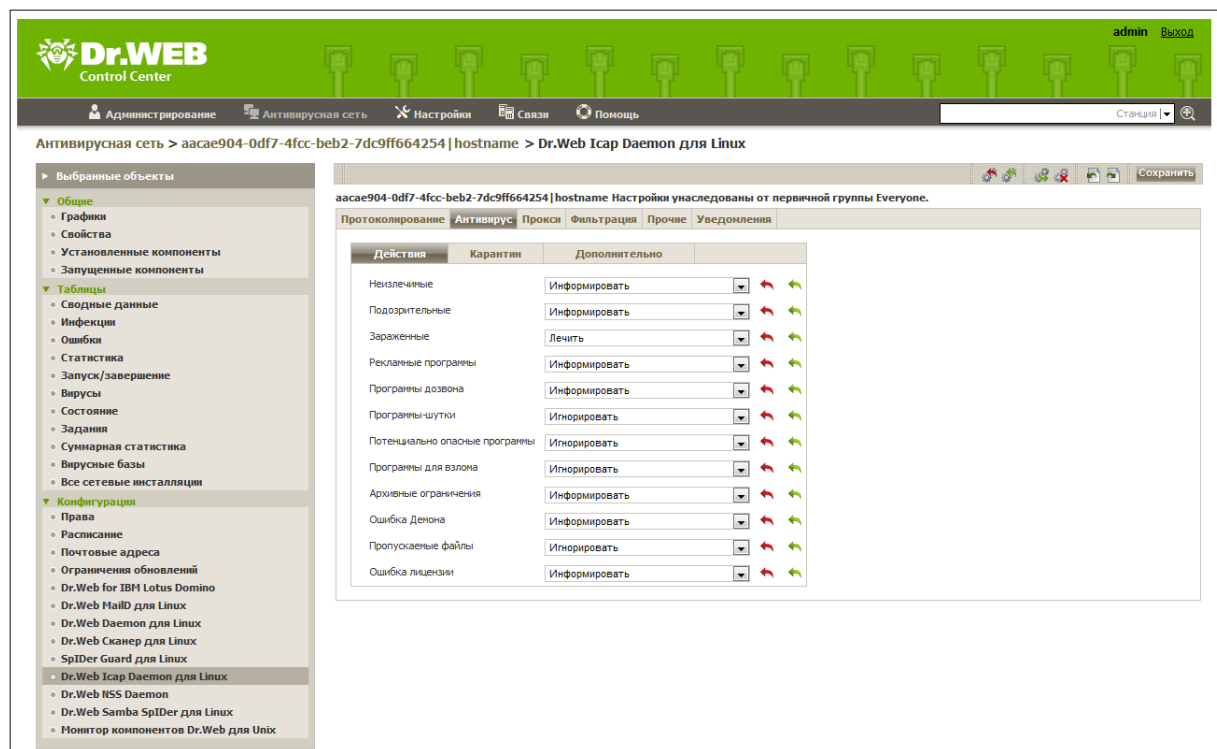 admin Выход
Dr.WEB
Control Center
Администрирование Антивирусная сеть Настройки Связи Помощь Станция
Антивирусная сеть > aacae904-0df7-4fcc-beb2-7dc9ff664254|hostname > Dr.Web Icap Daemon для Linux
Выбранные объекты
Сохранить
Общие
Графики
Свойства
Установленные компоненты
Запущенные компоненты
Таблицы
Сводные данные
Инфекции
Ошибки
Статистика
Запуск/завершение
Вирусы
Состояние
Задания
Суммарная статистика
Вирусные базы
Все сетевые инсталляции
Конфигурация
Права
Расписание
Почтовые адреса
Ограничения обновлений
Dr.Web for IBM Lotus Domino
Dr.Web MailD для Linux
Dr.Web Daemon для Linux
Dr.Web Сканер для Linux
SpIDer Guard для Linux
Dr.Web Icap Daemon для Linux
Dr.Web NSS Daemon
Dr.Web Samba SpIDer для Linux
Монитор компонентов Dr.Web для Unix
aacae904-0df7-4fcc-beb2-7dc9ff664254|hostname Настройки унаследованы от первичной группы Everyone.
Протоколирование Антивирус Прокси Фильтрация Прочие Уведомления
Действия Карантин Дополнительно
Неизлечимые Информировать
Подозрительные Информировать
Зараженные Лечить
Рекламные программы Информировать
Программы дозвона Информировать
Программы-шутки Игнорировать
Потенциально опасные программы Игнорировать
Программы для взлома Игнорировать
Архивные ограничения Информировать
Ошибка Демона Информировать
Пропускаемые файлы Игнорировать
Ошибка лицензии Информировать